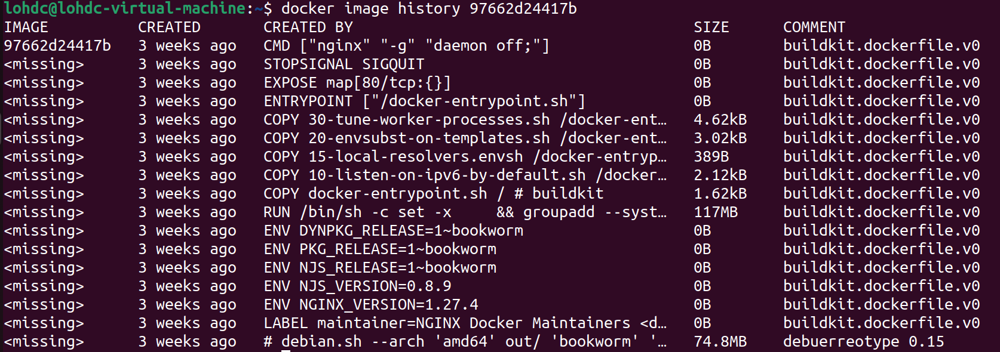 lohdc@lohdc-virtual-machine:~$ docker image history 97662d24417b
IMAGE          CREATED       CREATED BY                                      SIZE      COMMENT
97662d24417b   3 weeks ago   CMD ["nginx" "-g" "daemon off;"]                0B        buildkit.dockerfile.v0
<missing>      3 weeks ago   STOPSIGNAL SIGQUIT                              0B        buildkit.dockerfile.v0
<missing>      3 weeks ago   EXPOSE map[80/tcp:{}]                           0B        buildkit.dockerfile.v0
<missing>      3 weeks ago   ENTRYPOINT ["/docker-entrypoint.sh"]            0B        buildkit.dockerfile.v0
<missing>      3 weeks ago   COPY 30-tune-worker-processes.sh /docker-ent…   4.62kB    buildkit.dockerfile.v0
<missing>      3 weeks ago   COPY 20-envsubst-on-templates.sh /docker-ent…   3.02kB    buildkit.dockerfile.v0
<missing>      3 weeks ago   COPY 15-local-resolvers.envsh /docker-entryp…   389B      buildkit.dockerfile.v0
<missing>      3 weeks ago   COPY 10-listen-on-ipv6-by-default.sh /docker…   2.12kB    buildkit.dockerfile.v0
<missing>      3 weeks ago   COPY docker-entrypoint.sh / # buildkit          1.62kB    buildkit.dockerfile.v0
<missing>      3 weeks ago   RUN /bin/sh -c set -x     && groupadd --syst…   117MB     buildkit.dockerfile.v0
<missing>      3 weeks ago   ENV DYNPKG_RELEASE=1~bookworm                   0B        buildkit.dockerfile.v0
<missing>      3 weeks ago   ENV PKG_RELEASE=1~bookworm                      0B        buildkit.dockerfile.v0
<missing>      3 weeks ago   ENV NJS_RELEASE=1~bookworm                      0B        buildkit.dockerfile.v0
<missing>      3 weeks ago   ENV NJS_VERSION=0.8.9                           0B        buildkit.dockerfile.v0
<missing>      3 weeks ago   ENV NGINX_VERSION=1.27.4                        0B        buildkit.dockerfile.v0
<missing>      3 weeks ago   LABEL maintainer=NGINX Docker Maintainers <d…   0B        buildkit.dockerfile.v0
<missing>      3 weeks ago   # debian.sh --arch 'amd64' out/ 'bookworm' '…   74.8MB    debuerreotype 0.15